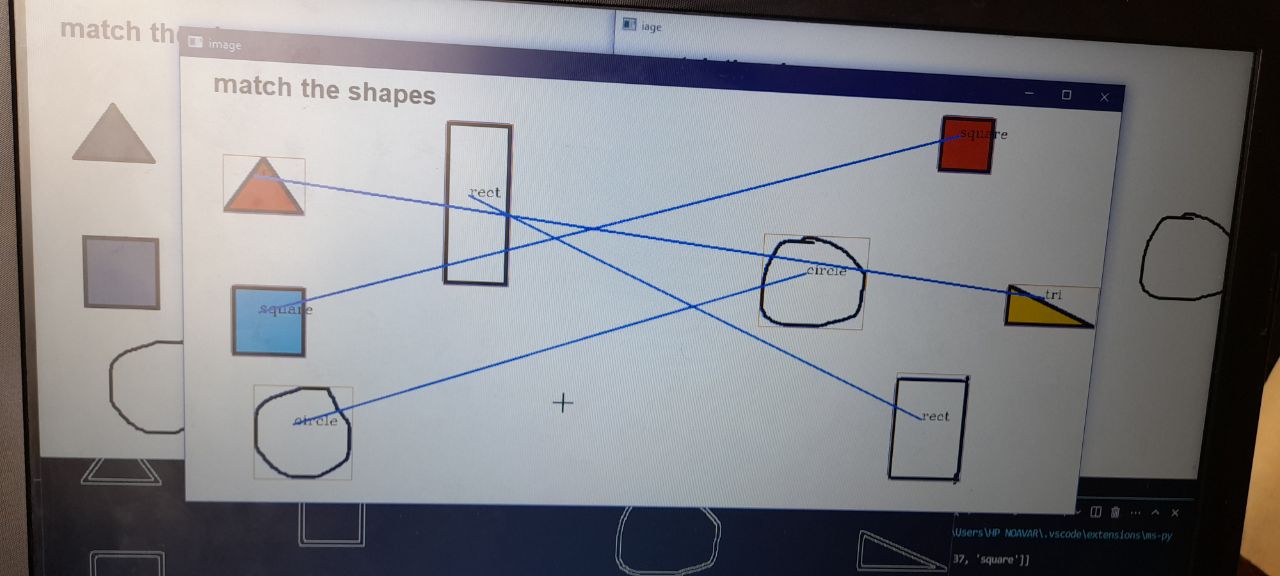 match the
iage
image
match the shapes
square
rect
circle
tri
square
circle
rect
\Users\HP NOAVAR\.vscode\extensions\ms-py
37, 'square']]